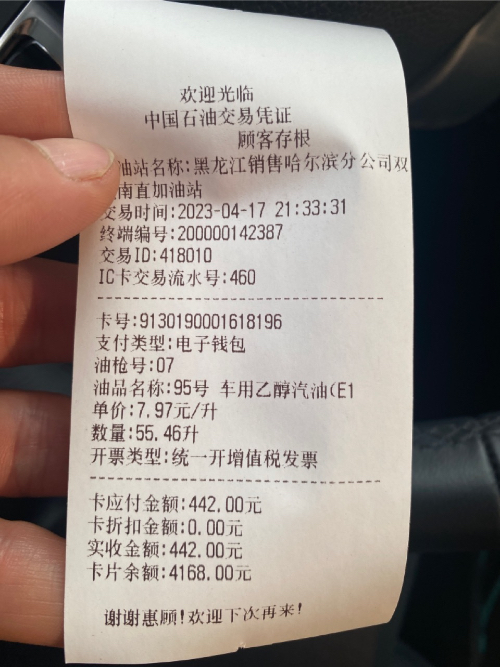 欢迎光临
中国石油交易凭证
顾客存根
油站名称:黑龙江销售哈尔滨分公司双
南直加油站
交易时间:2023-04-17 21:33:31
终端编号:200000142387
交易ID:418010
IC卡交易流水号:460
卡号:9130190001618196
支付类型:电子钱包
油枪号:07
油品名称:95号 车用乙醇汽油(E1
单价:7.97元/升
数量:55.46升
开票类型:统一开增值税发票
卡应付金额:442.00元
卡折扣金额:0.00元
实收金额:442.00元
卡片余额:4168.00元
谢谢惠顾!欢迎下次再来!